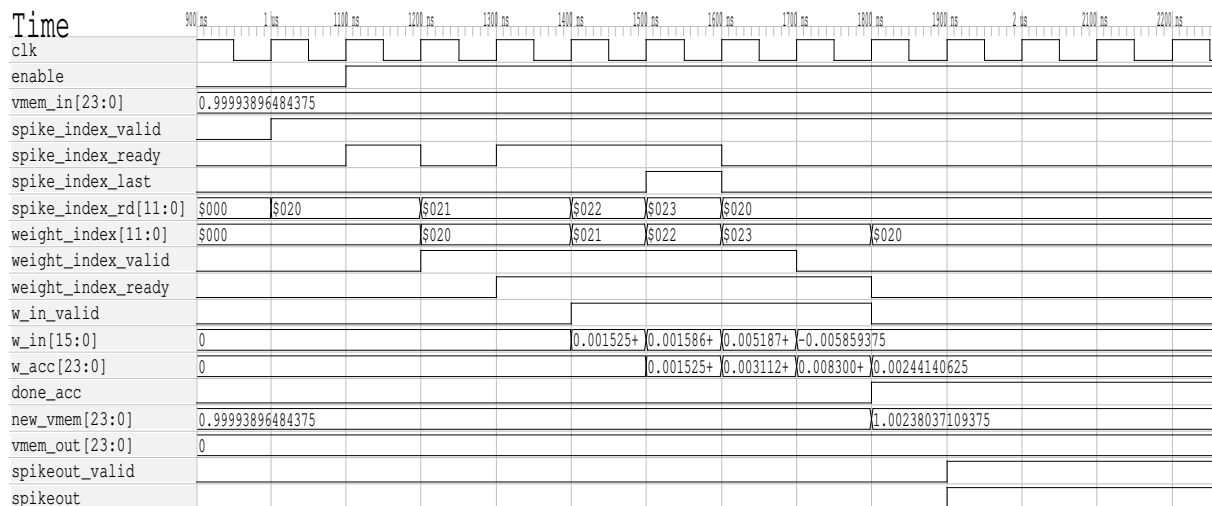 Time 900 ns 1 us 1100 ns 1200 ns 1300 ns 1400 ns 1500 ns 1600 ns 1700 ns 1800 ns 1900 ns 2 us 2100 ns 2200 ns
clk
enable
vmem_in[23:0] 0.99993896484375
spike_index_valid
spike_index_ready
spike_index_last
spike_index_rd[11:0] $000 $020 $021 $022 $023 $020
weight_index[11:0] $000 $020 $021 $022 $023 $020
weight_index_valid
weight_index_ready
w_in_valid
w_in[15:0] 0 0.001525+ 0.001586+ 0.005187+ -0.005859375
w_acc[23:0] 0 0.001525+ 0.003112+ 0.008300+ 0.00244140625
done_acc
new_vmem[23:0] 0.99993896484375 1.00238037109375
vmem_out[23:0] 0
spikeout_valid
spikeout